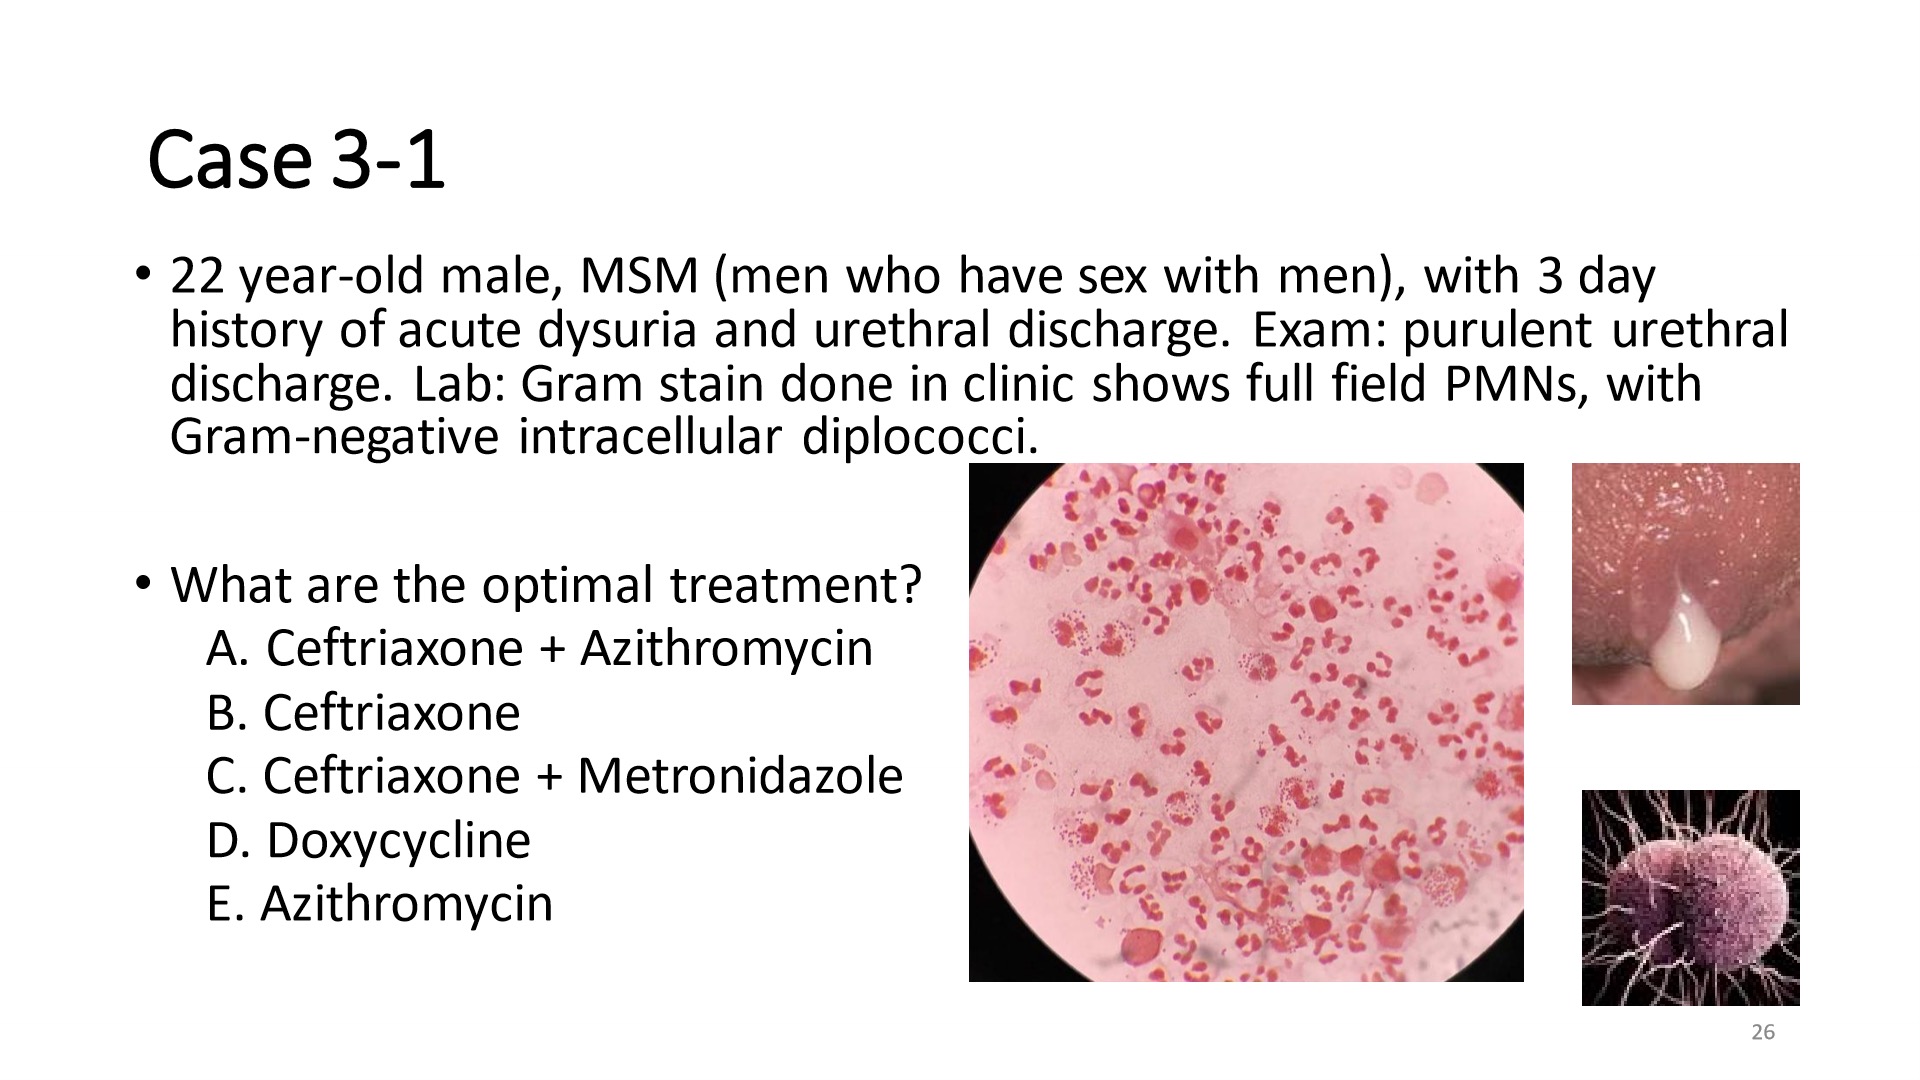 Case 3-1
• 22 year-old male, MSM (men who have sex with men), with 3 day
history of acute dysuria and urethral discharge. Exam: purulent urethral
discharge. Lab: Gram stain done in clinic shows full field PMNs, with
Gram-negative intracellular diplococci.
• What are the optimal treatment?
A. Ceftriaxone + Azithromycin
B. Ceftriaxone
C. Ceftriaxone + Metronidazole
D. Doxycycline
E. Azithromycin
26